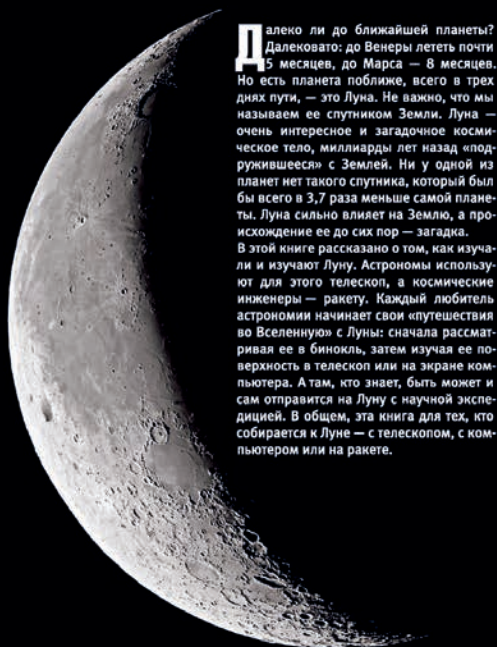 Далеко ли до ближайшей планеты?
Далековато: до Венеры лететь почти
5 месяцев, до Марса — 8 месяцев.
Но есть планета поближе, всего в трех
днях пути, — это Луна. Не важно, что мы
называем ее спутником Земли. Луна —
очень интересное и загадочное косми-
ческое тело, миллиарды лет назад «под-
ружившееся» с Землей. Ни у одной из
планет нет такого спутника, который был
бы всего в 3,7 раза меньше самой плане-
ты. Луна сильно влияет на Землю, а про-
исхождение ее до сих пор — загадка.
В этой книге рассказано о том, как изуча-
ли и изучают Луну. Астрономы использу-
ют для этого телескоп, а космические
инженеры — ракету. Каждый любитель
астрономии начинает свои «путешествия
во Вселенную» с Луны: сначала рассмат-
ривая ее в бинокль, затем изучая ее по-
верхность в телескоп или на экране ком-
пьютера. А там, кто знает, быть может и
сам отправится на Луну с научной экспе-
дицией. В общем, эта книга для тех, кто
собирается к Луне — с телескопом, с ком-
пьютером или на ракете.